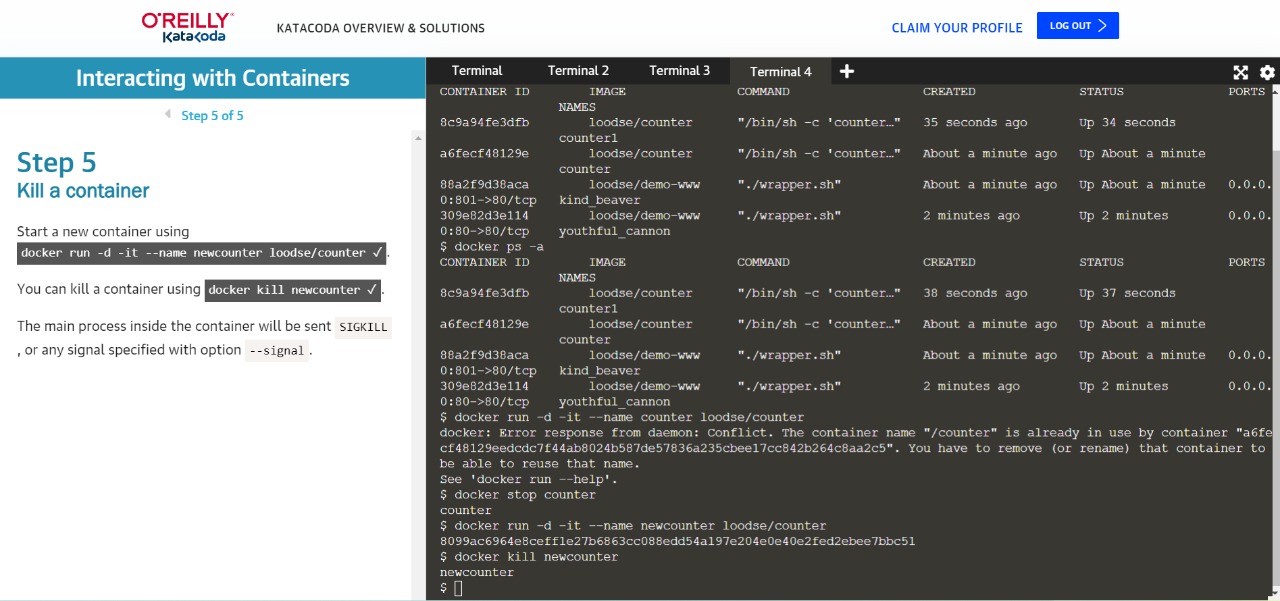 O'REILLY
Katacoda
KATACODA OVERVIEW & SOLUTIONS
CLAIM YOUR PROFILE
LOG OUT
Interacting with Containers
Step 5 of 5
Step 5
Kill a container
Start a new container using
docker run -d -it --name newcounter loodse/counter ✓.
You can kill a container using docker kill newcounter ✓.
The main process inside the container will be sent SIGKILL
, or any signal specified with option --signal.
Terminal Terminal 2 Terminal 3 Terminal 4 +
CONTAINER ID IMAGE COMMAND CREATED STATUS PORTS
NAMES
8c9a94fe3dfb loodse/counter "/bin/sh -c 'counter…" 35 seconds ago Up 34 seconds
counter1
a6fecf48129e loodse/counter "/bin/sh -c 'counter…" About a minute ago Up About a minute
counter
88a2f9d38aca loodse/demo-www "./wrapper.sh" About a minute ago Up About a minute 0.0.0.
0:801->80/tcp kind_beaver
309e82d3e114 loodse/demo-www "./wrapper.sh" 2 minutes ago Up 2 minutes 0.0.0.
0:80->80/tcp youthful_cannon
$ docker ps -a
CONTAINER ID IMAGE COMMAND CREATED STATUS PORTS
NAMES
8c9a94fe3dfb loodse/counter "/bin/sh -c 'counter…" 38 seconds ago Up 37 seconds
counter1
a6fecf48129e loodse/counter "/bin/sh -c 'counter…" About a minute ago Up About a minute
counter
88a2f9d38aca loodse/demo-www "./wrapper.sh" About a minute ago Up About a minute 0.0.0.
0:801->80/tcp kind_beaver
309e82d3e114 loodse/demo-www "./wrapper.sh" 2 minutes ago Up 2 minutes 0.0.0.
0:80->80/tcp youthful_cannon
$ docker run -d -it --name counter loodse/counter
docker: Error response from daemon: Conflict. The container name "/counter" is already in use by container "a6fe
cf48129eedcdc7f44ab8024b587de57836a235cbee17cc842b264c8aa2c5". You have to remove (or rename) that container to
be able to reuse that name.
See 'docker run --help'.
$ docker stop counter
counter
$ docker run -d -it --name newcounter loodse/counter
8099ac6964e8ceff1e27b6863cc088edd54a197e204e0e40e2fed2ebee7bbc51
$ docker kill newcounter
newcounter
$